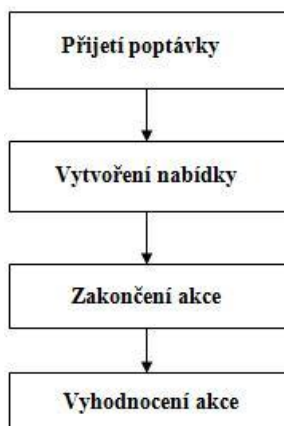 Přijetí poptávky
Vytvoření nabídky
Zakončení akce
Vyhodnocení akce